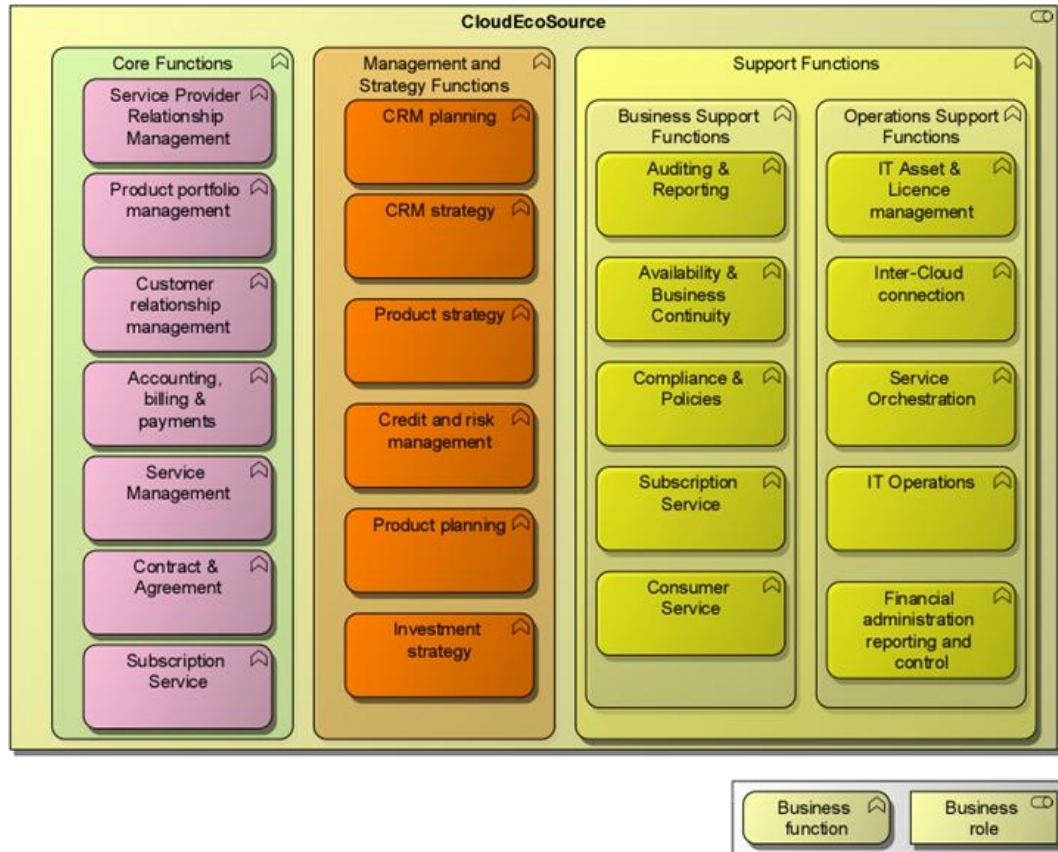 CloudEcoSource
Core Functions
Service Provider
Relationship
Management
Product portfolio
management
Customer
relationship
management
Accounting,
billing &
payments
Service
Management
Contract &
Agreement
Subscription
Service
Management and
Strategy Functions
CRM planning
CRM strategy
Product strategy
Credit and risk
management
Product planning
Investment
strategy
Support Functions
Business Support
Functions
Auditing &
Reporting
Availability &
Business
Continuity
Compliance &
Policies
Subscription
Service
Consumer
Service
Operations Support
Functions
IT Asset &
Licence
management
Inter-Cloud
connection
Service
Orchestration
IT Operations
Financial
administration
reporting and
control
Business
function
Business
role